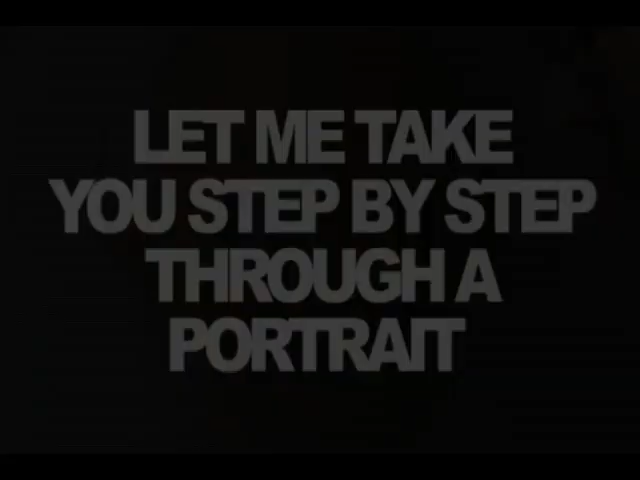 LET ME TAKE
YOU STEP BY STEP
THROUGH A
PORTRAIT